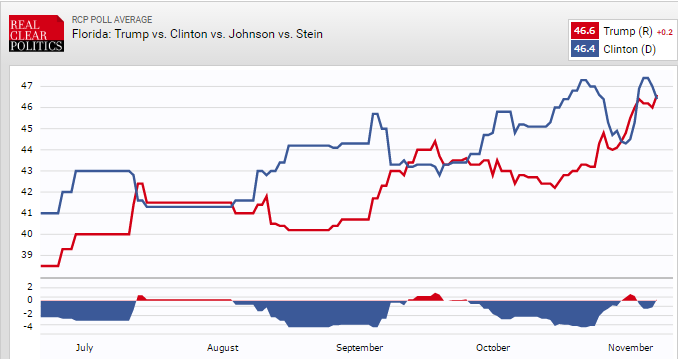 REAL
CLEAR
POLITICS
RCP POLL AVERAGE
Florida: Trump vs. Clinton vs. Johnson vs. Stein
46.6 Trump (R) +0.2
46.4 Clinton (D)
47
46
45
44
43
42
41
40
39
2
0
-2
-4
July August September October November